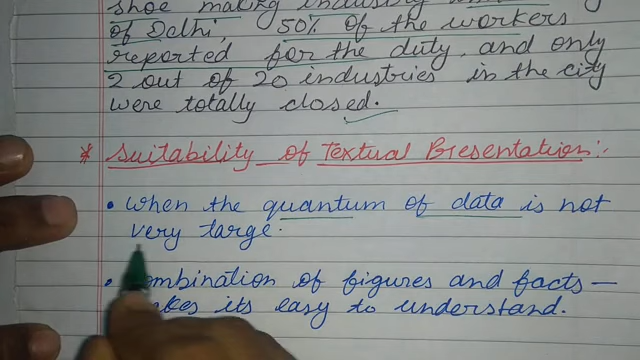 shoe making industry
of Delhi, 50% of the workers
reported for the duty, and only
2 out of 20 industries in the city
were totally closed.
* Suitability of Textual Presentation:-
• When the quantum of data is not
very large.
• Combination of figures and facts —
its easy to understand.